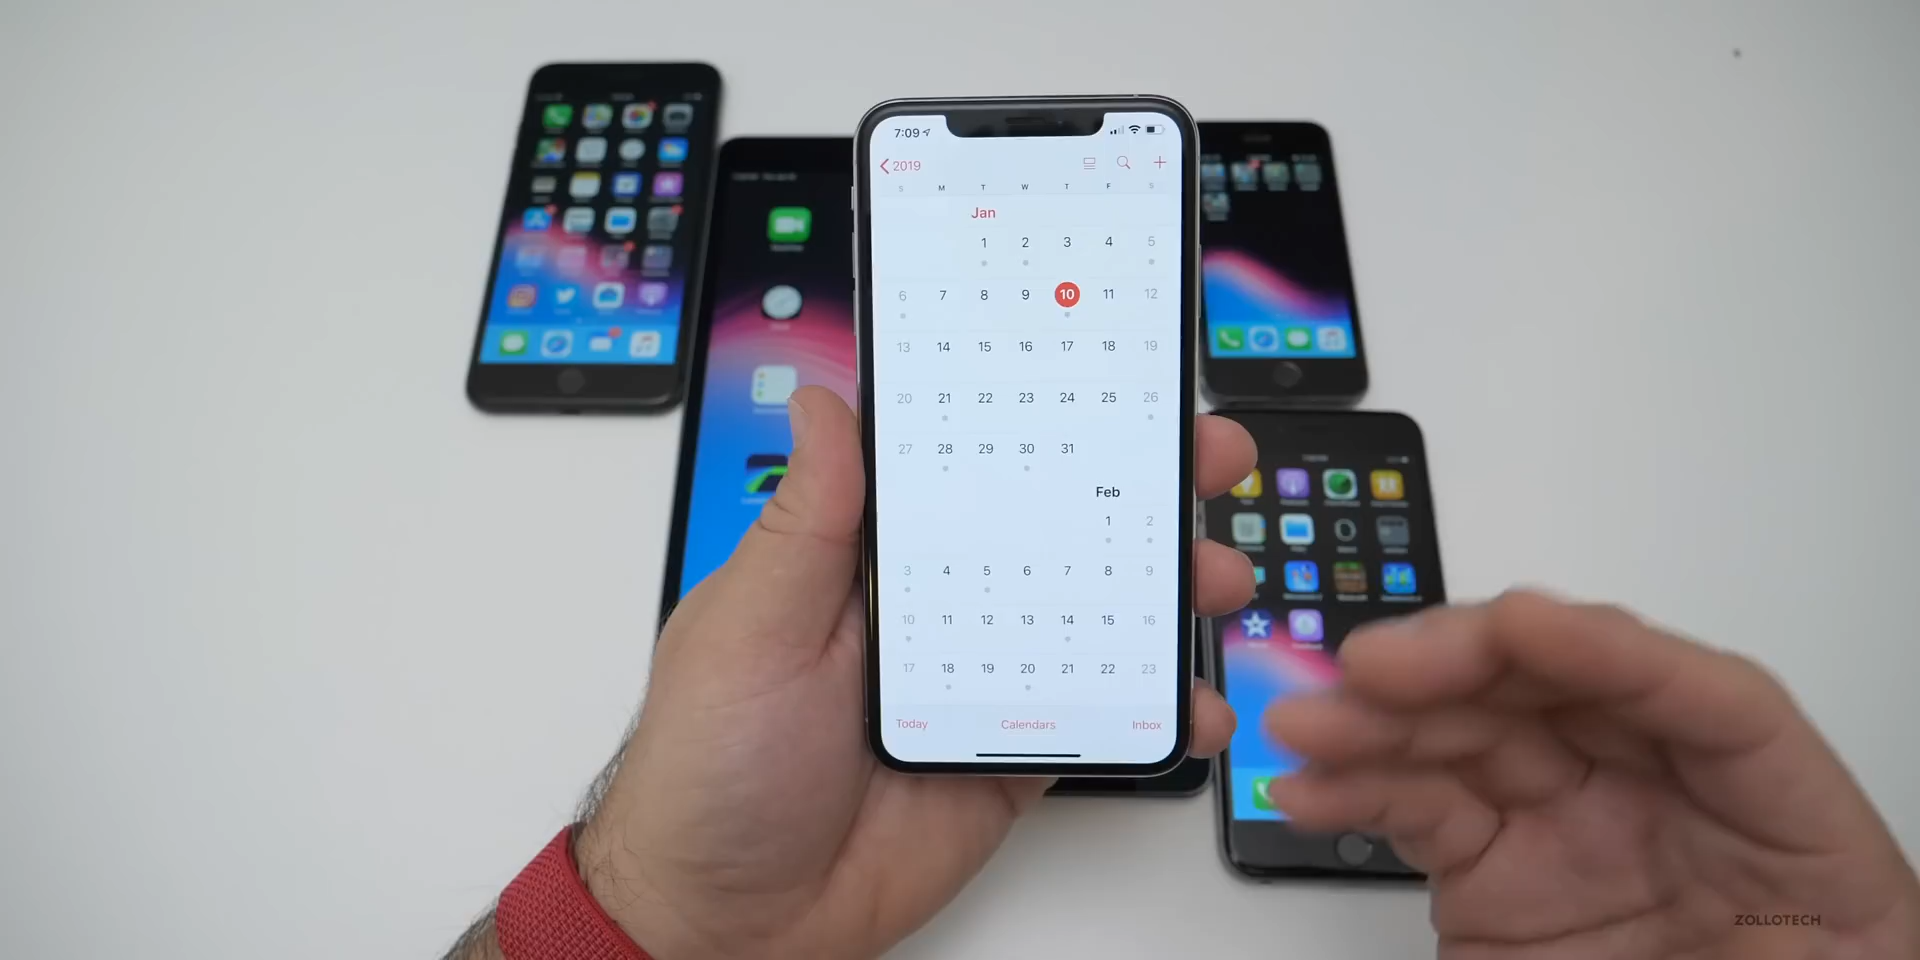 7:09
2019
S M T W T F S
Jan
1 2 3 4 5
6 7 8 9 10 11 12
13 14 15 16 17 18 19
20 21 22 23 24 25 26
27 28 29 30 31
Feb
1 2
3 4 5 6 7 8 9
10 11 12 13 14 15 16
17 18 19 20 21 22 23
Today Calendars Inbox
ZOLLOTECH